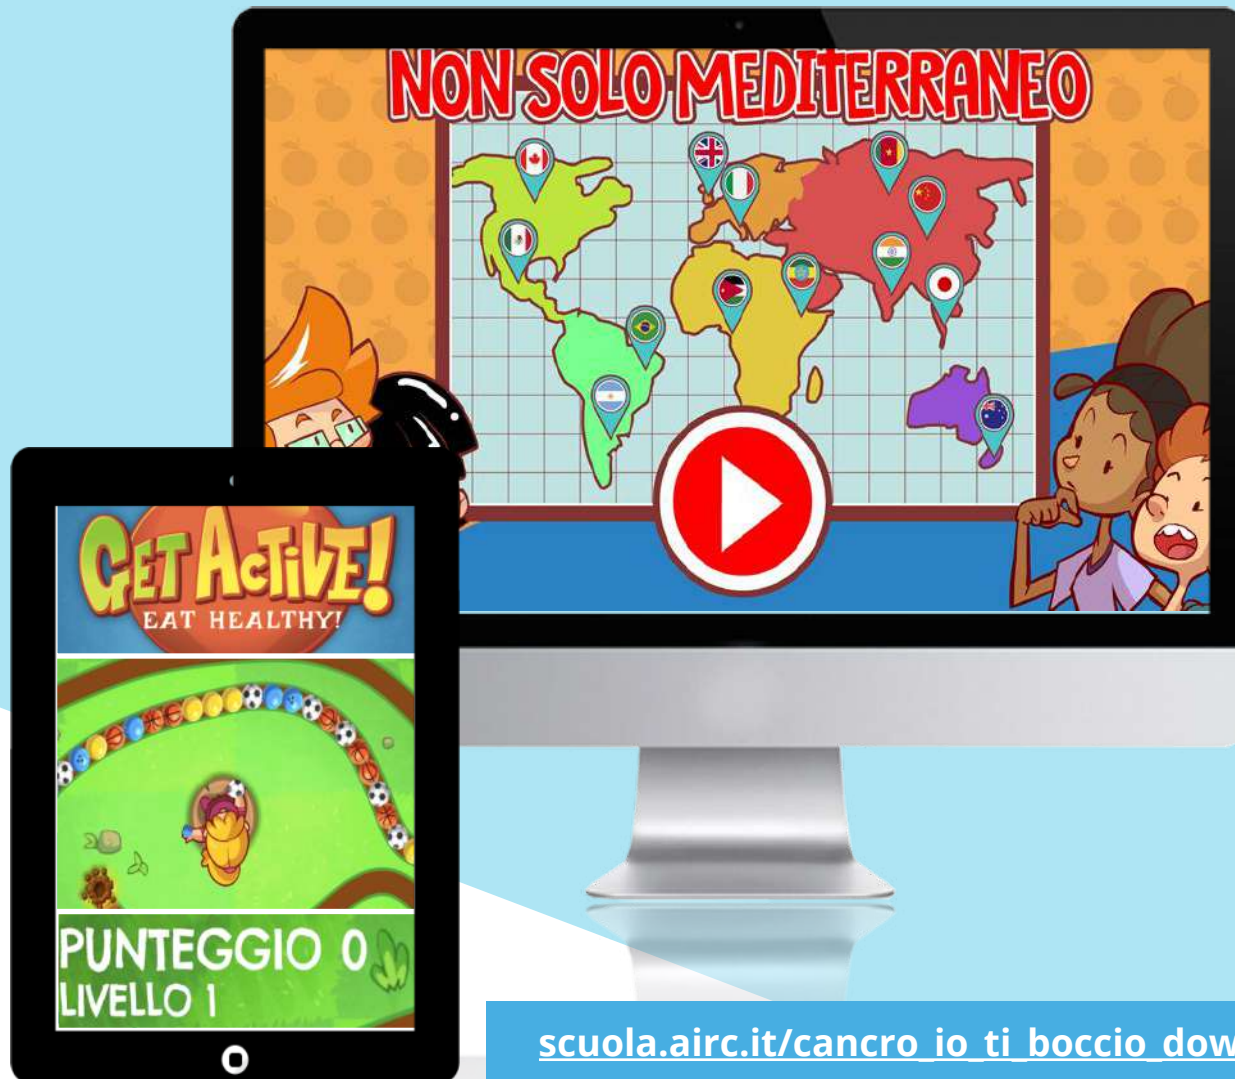 NON SOLO MEDITERRANEO
GET ACTIVE!
EAT HEALTHY!
PUNTEGGIO 0
LIVELLO 1
scuola.airc.it/cancro_io_ti_boccio_dow